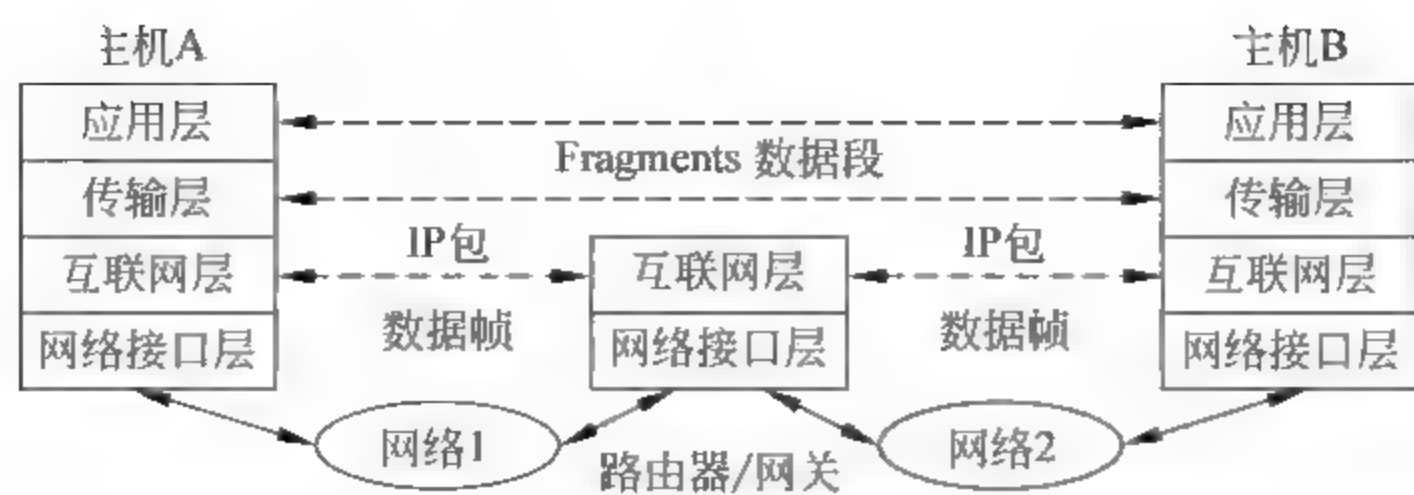 主机A
主机B
应用层
应用层
Fragments 数据段
传输层
传输层
IP包
IP包
互联网层
互联网层
互联网层
数据帧
数据帧
网络接口层
网络接口层
网络接口层
网络1
网络2
路由器/网关